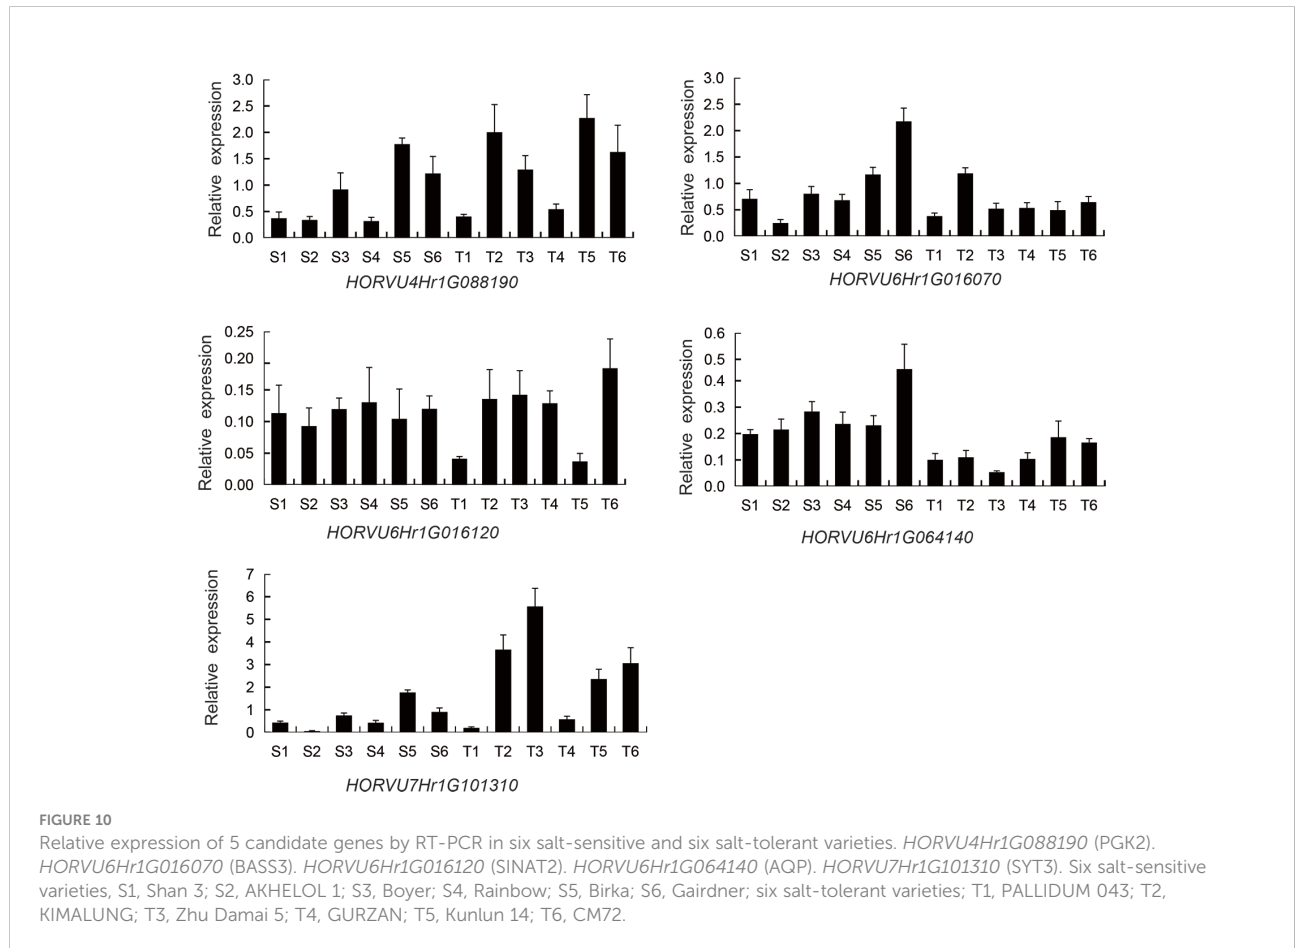 Relative expression
3.0
2.5
2.0
1.5
1.0
0.5
0.0
S1 S2 S3 S4 S5 S6 T1 T2 T3 T4 T5 T6
HORVU4Hr1G088190
Relative expression
3.0
2.5
2.0
1.5
1.0
0.5
0.0
S1 S2 S3 S4 S5 S6 T1 T2 T3 T4 T5 T6
HORVU6Hr1G016070
Relative expression
0.25
0.20
0.15
0.10
0.05
0.00
S1 S2 S3 S4 S5 S6 T1 T2 T3 T4 T5 T6
HORVU6Hr1G016120
Relative expression
0.6
0.5
0.4
0.3
0.2
0.1
0.0
S1 S2 S3 S4 S5 S6 T1 T2 T3 T4 T5 T6
HORVU6Hr1G064140
Relative expression
7
6
5
4
3
2
1
0
S1 S2 S3 S4 S5 S6 T1 T2 T3 T4 T5 T6
HORVU7Hr1G101310
FIGURE 10
Relative expression of 5 candidate genes by RT-PCR in six salt-sensitive and six salt-tolerant varieties. HORVU4Hr1G088190 (PGK2).
HORVU6Hr1G016070 (BASS3). HORVU6Hr1G016120 (SINAT2). HORVU6Hr1G064140 (AQP). HORVU7Hr1G101310 (SYT3). Six salt-sensitive
varieties, S1, Shan 3; S2, AKHELOL 1; S3, Boyer; S4, Rainbow; S5, Birka; S6, Gairdner; six salt-tolerant varieties; T1, PALLIDUM 043; T2,
KIMALUNG; T3, Zhu Damai 5; T4, GURZAN; T5, Kunlun 14; T6, CM72.